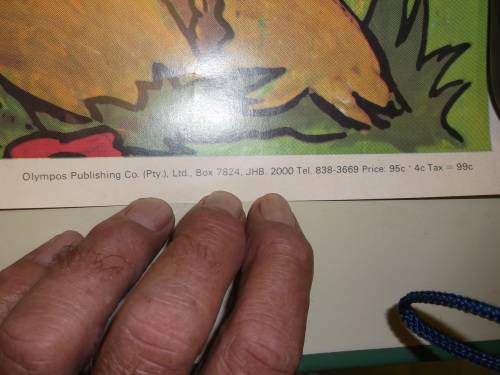 Olympos Publishing Co. (Pty.), Ltd., Box 7824, JHB. 2000 Tel. 838-3669 Price: 95c + 4c Tax = 99c